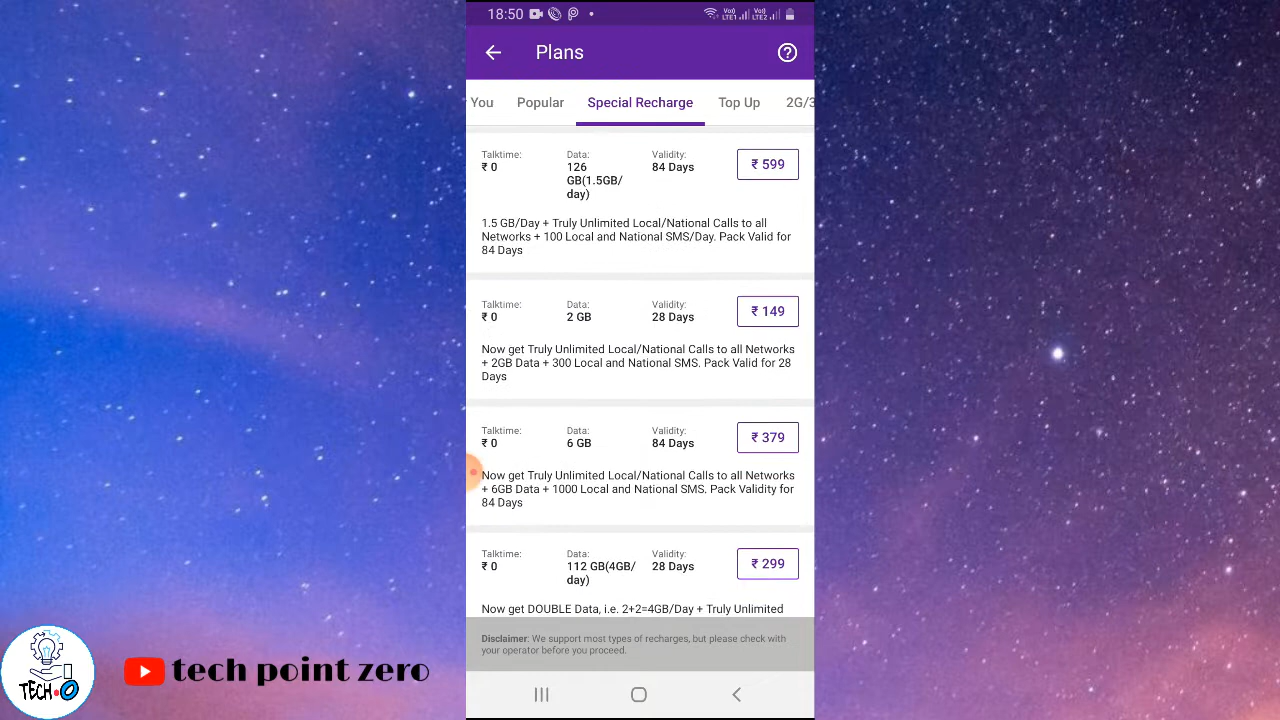 18:50
LTE1 LTE2
Plans
You Popular Special Recharge Top Up 2G/3
Talktime: Data: Validity:
₹ 0 126 GB(1.5GB/day) 84 Days ₹ 599
1.5 GB/Day + Truly Unlimited Local/National Calls to all
Networks + 100 Local and National SMS/Day. Pack Valid for
84 Days
Talktime: Data: Validity:
₹ 0 2 GB 28 Days ₹ 149
Now get Truly Unlimited Local/National Calls to all Networks
+ 2GB Data + 300 Local and National SMS. Pack Valid for 28
Days
Talktime: Data: Validity:
₹ 0 6 GB 84 Days ₹ 379
Now get Truly Unlimited Local/National Calls to all Networks
+ 6GB Data + 1000 Local and National SMS. Pack Validity for
84 Days
Talktime: Data: Validity:
₹ 0 112 GB(4GB/day) 28 Days ₹ 299
Now get DOUBLE Data, i.e. 2+2=4GB/Day + Truly Unlimited
Disclaimer: We support most types of recharges, but please check with
your operator before you proceed.
TECH
tech point zero